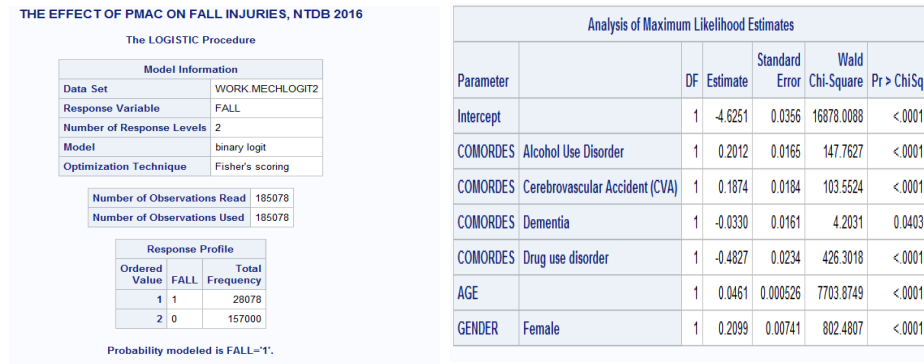 THE EFFECT OF PMAC ON FALL INJURIES, NTDB 2016
The LOGISTIC Procedure
Model Information
Data Set WORK.MECHLOGIT2
Response Variable FALL
Number of Response Levels 2
Model binary logit
Optimization Technique Fisher's scoring
Number of Observations Read 185078
Number of Observations Used 185078
Response Profile
Ordered Value FALL Total Frequency
1 1 28078
2 0 157000
Probability modeled is FALL='1'.
Analysis of Maximum Likelihood Estimates
Parameter DF Estimate Standard Error Wald Chi-Square Pr > ChiSq
Intercept 1 -4.6251 0.0356 16878.0088 <.0001
COMORDES Alcohol Use Disorder 1 0.2012 0.0165 147.7627 <.0001
COMORDES Cerebrovascular Accident (CVA) 1 0.1874 0.0184 103.5524 <.0001
COMORDES Dementia 1 -0.0330 0.0161 4.2031 0.0403
COMORDES Drug use disorder 1 -0.4827 0.0234 426.3018 <.0001
AGE 1 0.0461 0.000526 7703.8749 <.0001
GENDER Female 1 0.2099 0.00741 802.4807 <.0001